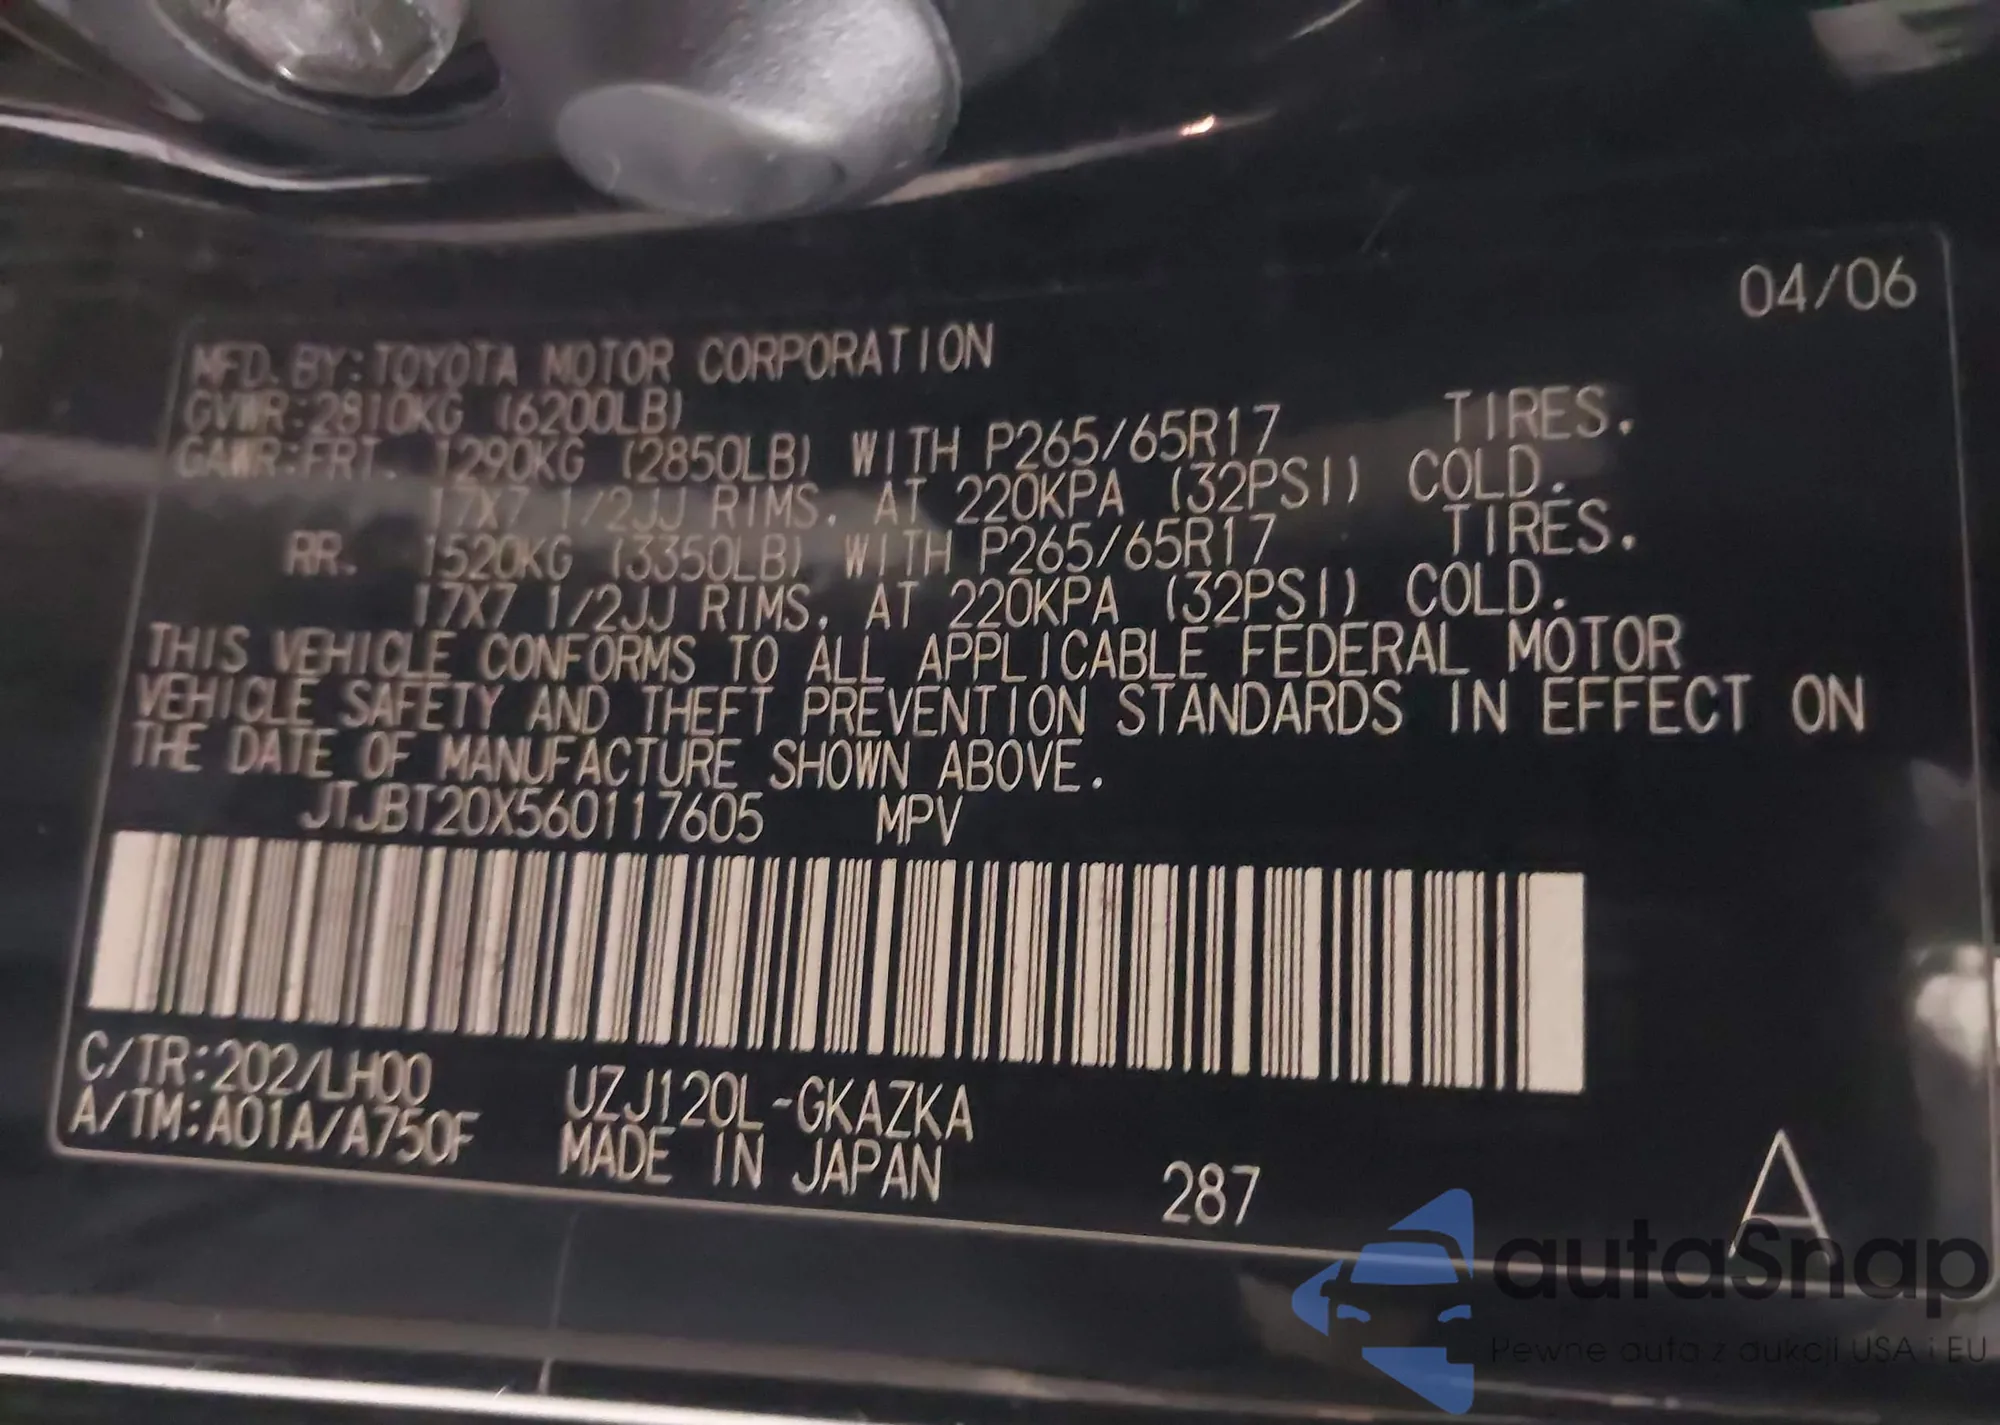 04/06
MFD. BY: TOYOTA MOTOR CORPORATION
GVWR:2810KG (6200LB)
GAWR:FRT. 1290KG (2850LB) WITH P265/65R17 TIRES.
17X7 1/2JJ RIMS. AT 220KPA (32PSI) COLD.
RR. 1520KG (3350LB) WITH P265/65R17 TIRES.
17X7 1/2JJ RIMS. AT 220KPA (32PSI) COLD.
THIS VEHICLE CONFORMS TO ALL APPLICABLE FEDERAL MOTOR
VEHICLE SAFETY AND THEFT PREVENTION STANDARDS IN EFFECT ON
THE DATE OF MANUFACTURE SHOWN ABOVE.
JTJBT20X560117605 MPV
C/TR:202/LH00 UZJ120L-GKAZKA
A/TM:A01A/A750F MADE IN JAPAN 287 A
autaSnap
Pewne auta z aukcji USA i EU